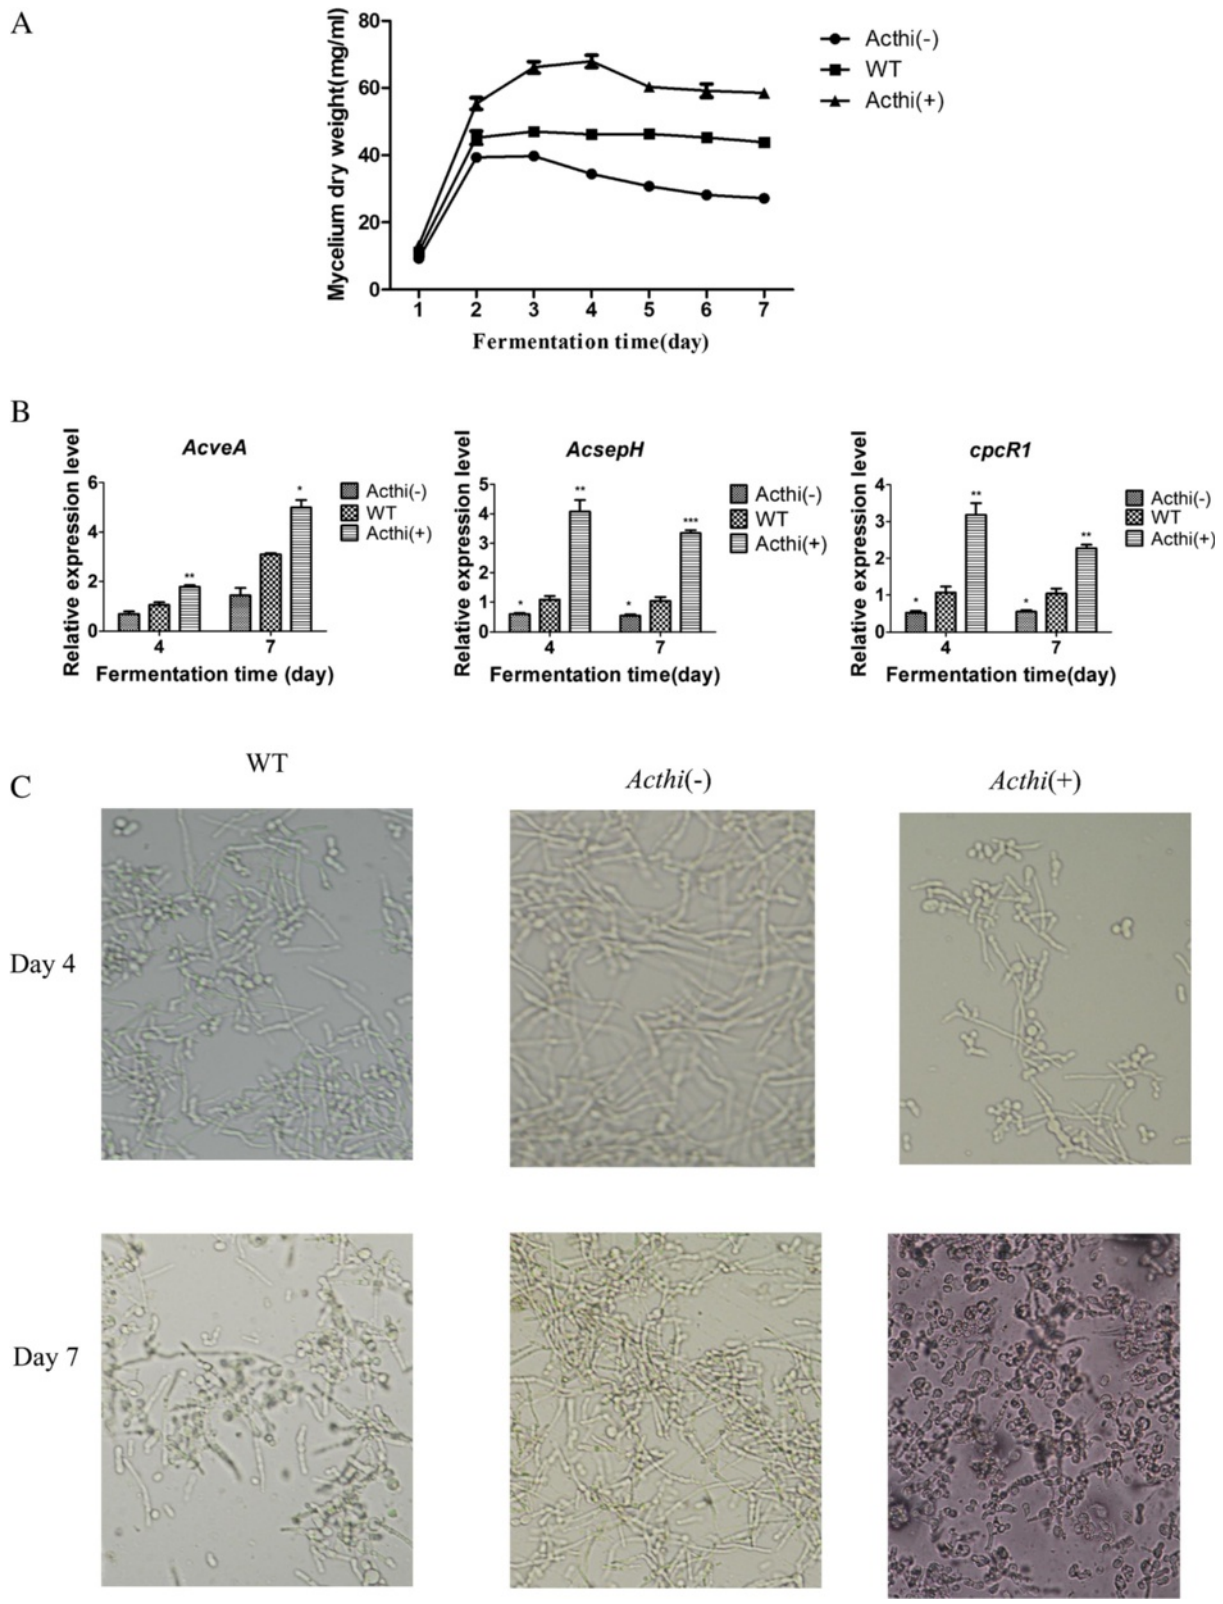 A
Mycelium dry weight(mg/ml)
80
60
40
20
0
1 2 3 4 5 6 7
Fermentation time(day)
Acthi(-)
WT
Acthi(+)
B
AcveA
Relative expression level
6
4
2
0
*
**
4 7
Fermentation time (day)
Acthi(-)
WT
Acthi(+)
AcsepH
Relative expression level
5
4
3
2
1
0
**
***
* *
4 7
Fermentation time(day)
Acthi(-)
WT
Acthi(+)
cpcR1
Relative expression level
4
3
2
1
0
**
**
* *
4 7
Fermentation time(day)
Acthi(-)
WT
Acthi(+)
C
WT Acthi(-) Acthi(+)
Day 4
Day 7